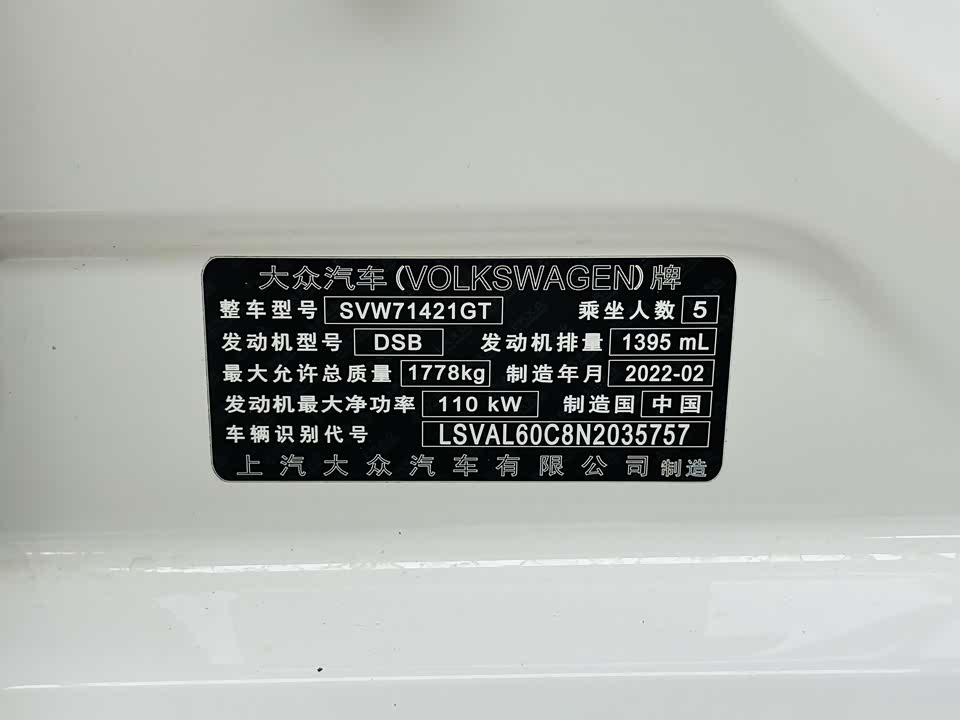 大众汽车(VOLKSWAGEN)牌
整车型号 SVW71421GT 乘坐人数 5
发动机型号 DSB 发动机排量 1395 mL
最大允许总质量 1778kg 制造年月 2022-02
发动机最大净功率 110 kW 制造国 中国
车辆识别代号 LSVAL60C8N2035757
上汽大众汽车有限公司 制造